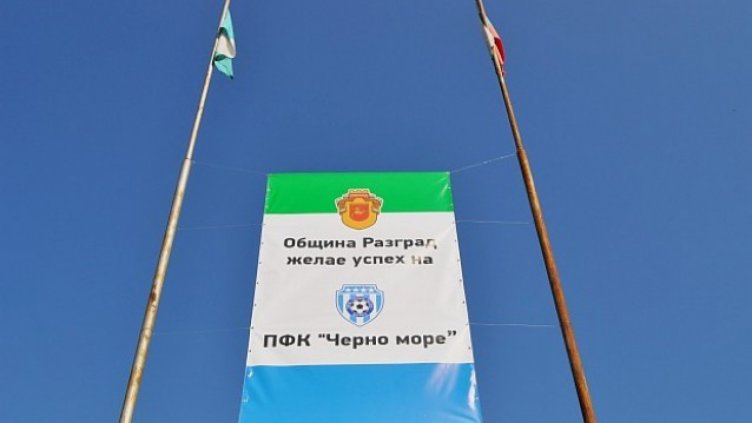 Община Разград
желае успех на
ПФК "Черно море”